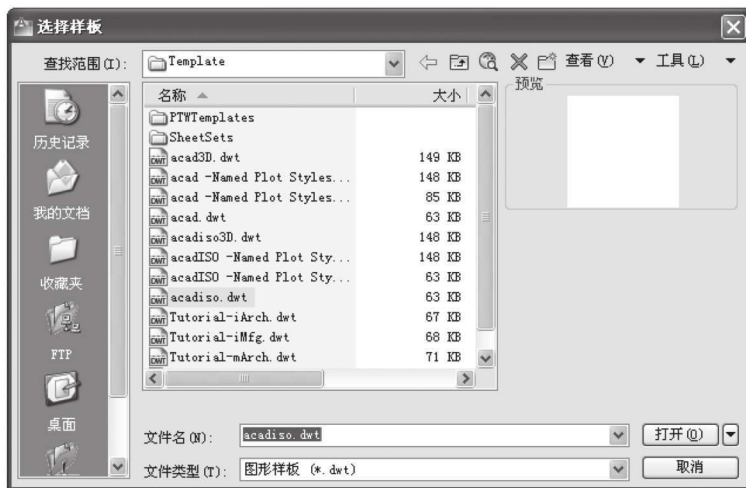 选择样板
查找范围(I): Template 查看(V) 工具(L)
名称 大小 预览
历史记录
我的文档
收藏夹
FTP
桌面
PTWTemplates
SheetSets
acad3D.dwt 149 KB
acad -Named Plot Styles... 148 KB
acad -Named Plot Styles... 85 KB
acad.dwt 63 KB
acadiso3D.dwt 148 KB
acadISO -Named Plot Sty... 148 KB
acadISO -Named Plot Sty... 63 KB
acadiso.dwt 63 KB
Tutorial-iArch.dwt 67 KB
Tutorial-iMfg.dwt 68 KB
Tutorial-mArch.dwt 71 KB
文件名(N): acadiso.dwt 打开(O)
文件类型(T): 图形样板 (*.dwt) 取消